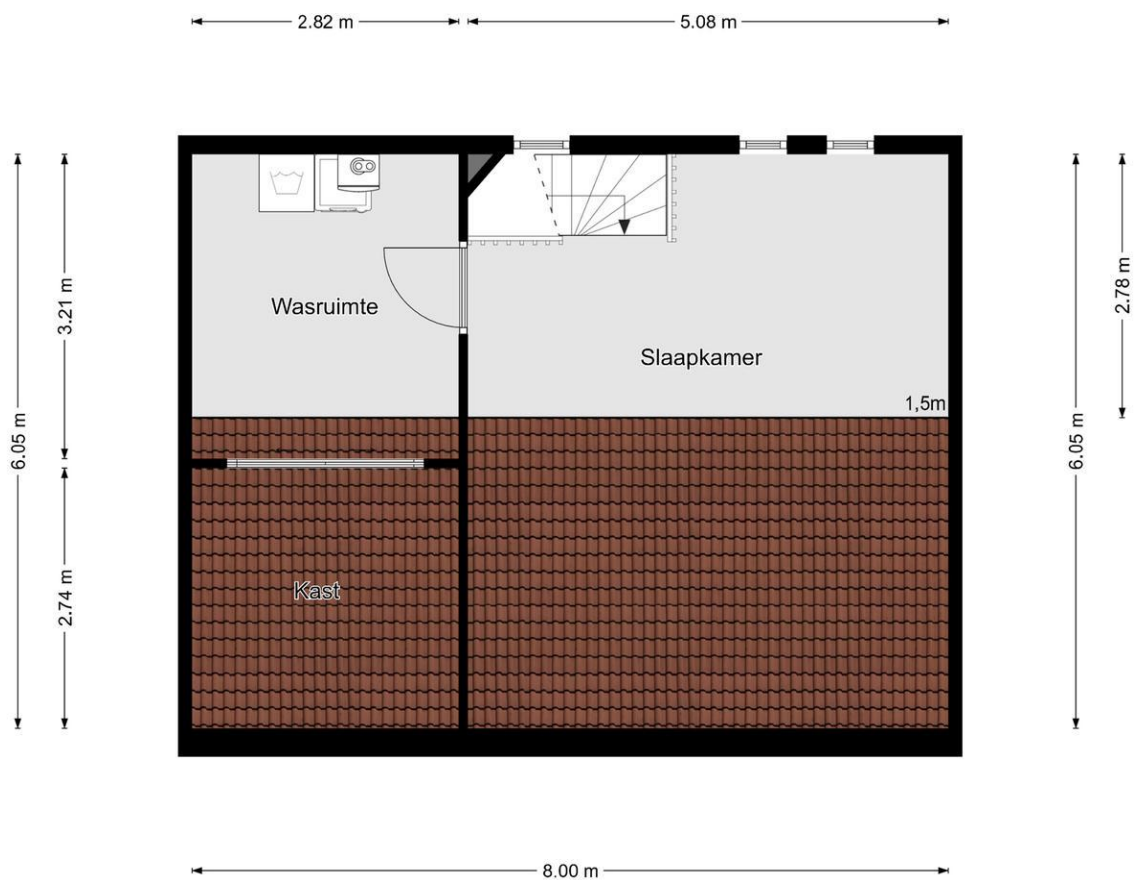 2.82 m
5.08 m
6.05 m
3.21 m
2.74 m
Wasruimte
Slaapkamer
1,5m
Kast
2.78 m
6.05 m
8.00 m